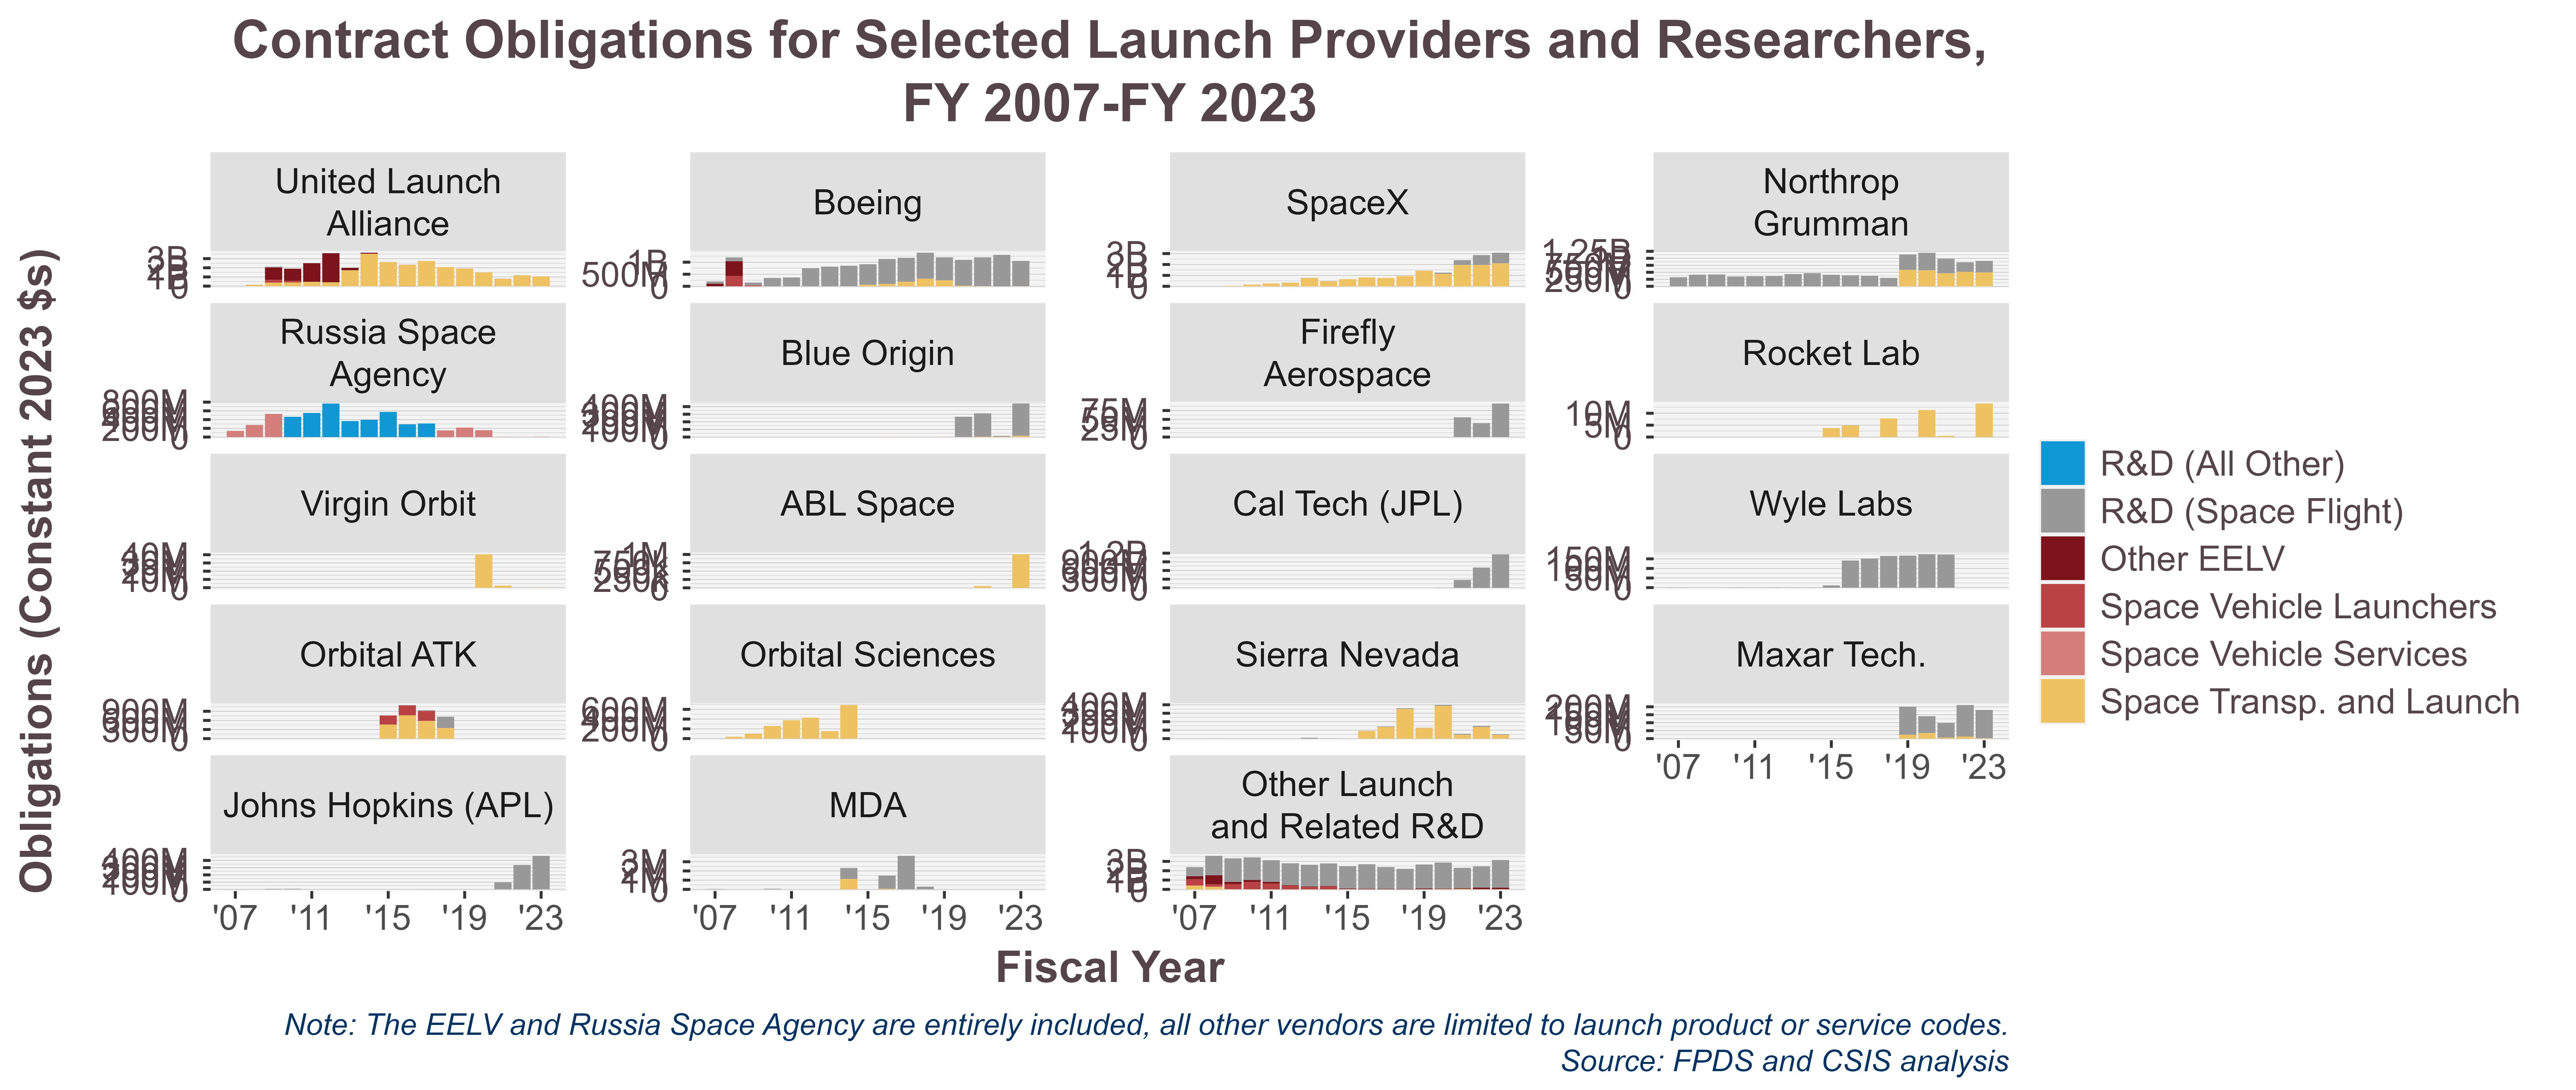 Contract Obligations for Selected Launch Providers and Researchers,
FY 2007-FY 2023
Obligations (Constant 2023 $s)
United Launch
Alliance
3B
2B
1B
0
Boeing
1B
500M
0
SpaceX
3B
2B
1B
0
Northrop
Grumman
1.25B
1B
750M
500M
250M
0
Russia Space
Agency
800M
600M
400M
200M
0
Blue Origin
400M
300M
200M
100M
0
Firefly
Aerospace
75M
50M
25M
0
Rocket Lab
10M
5M
0
Virgin Orbit
40M
30M
20M
10M
0
ABL Space
1M
750k
500k
250k
0
Cal Tech (JPL)
1.2B
900M
600M
300M
0
Wyle Labs
150M
100M
50M
0
Orbital ATK
900M
600M
300M
0
Orbital Sciences
600M
400M
200M
0
Sierra Nevada
400M
300M
200M
100M
0
Maxar Tech.
200M
150M
100M
50M
0
'07 '11 '15 '19 '23
Johns Hopkins (APL)
400M
300M
200M
100M
0
'07 '11 '15 '19 '23
MDA
3M
2M
1M
0
'07 '11 '15 '19 '23
Other Launch
and Related R&D
3B
2B
1B
0
'07 '11 '15 '19 '23
Fiscal Year
R&D (All Other)
R&D (Space Flight)
Other EELV
Space Vehicle Launchers
Space Vehicle Services
Space Transp. and Launch
Note: The EELV and Russia Space Agency are entirely included, all other vendors are limited to launch product or service codes.
Source: FPDS and CSIS analysis